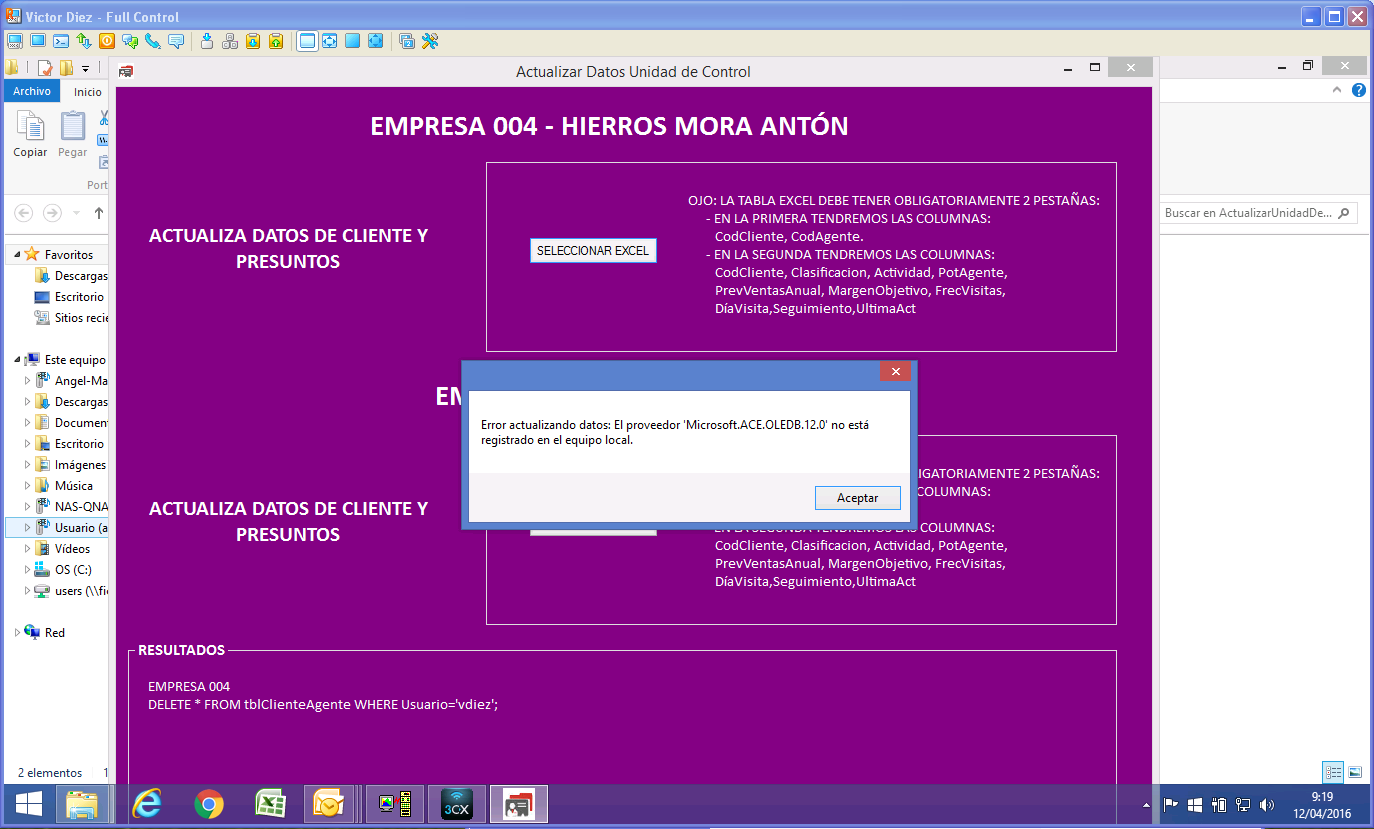 Victor Diez - Full Control
Actualizar Datos Unidad de Control
Archivo
Inicio
Copiar
Pegar
Port
Buscar en ActualizarUnidadDe...
Favoritos
Descargas
Escritorio
Sitios recie
Este equipo
Angel-Ma
Descargas
Documen
Escritorio
Imágenes
Música
NAS-QNA
Usuario (a
Vídeos
OS (C:)
users (\\fi
Red
2 elementos
1
EMPRESA 004 - HIERROS MORA ANTÓN
ACTUALIZA DATOS DE CLIENTE Y
PRESUNTOS
SELECCIONAR EXCEL
OJO: LA TABLA EXCEL DEBE TENER OBLIGATORIAMENTE 2 PESTAÑAS:
- EN LA PRIMERA TENDREMOS LAS COLUMNAS:
CodCliente, CodAgente.
- EN LA SEGUNDA TENDREMOS LAS COLUMNAS:
CodCliente, Clasificacion, Actividad, PotAgente,
PrevVentasAnual, MargenObjetivo, FrecVisitas,
DíaVisita,Seguimiento,UltimaAct
EM
Error actualizando datos: El proveedor 'Microsoft.ACE.OLEDB.12.0' no está
registrado en el equipo local.
Aceptar
ACTUALIZA DATOS DE CLIENTE Y
PRESUNTOS
IGATORIAMENTE 2 PESTAÑAS:
COLUMNAS:
- EN LA SEGUNDA TENDREMOS LAS COLUMNAS:
CodCliente, Clasificacion, Actividad, PotAgente,
PrevVentasAnual, MargenObjetivo, FrecVisitas,
DíaVisita,Seguimiento,UltimaAct
RESULTADOS
EMPRESA 004
DELETE * FROM tblClienteAgente WHERE Usuario='vdiez';
3CX
9:19
12/04/2016